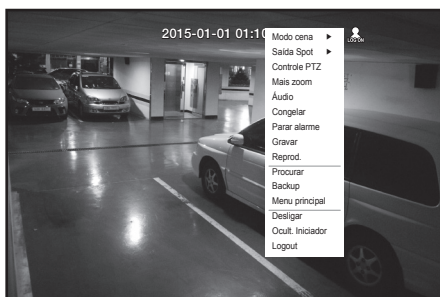 2015-01-01 01:10
LOG ON
Modo cena
Saída Spot
Controle PTZ
Mais zoom
Áudio
Congelar
Parar alarme
Gravar
Reprod.
Procurar
Backup
Menu principal
Desligar
Ocult. Iniciador
Logout